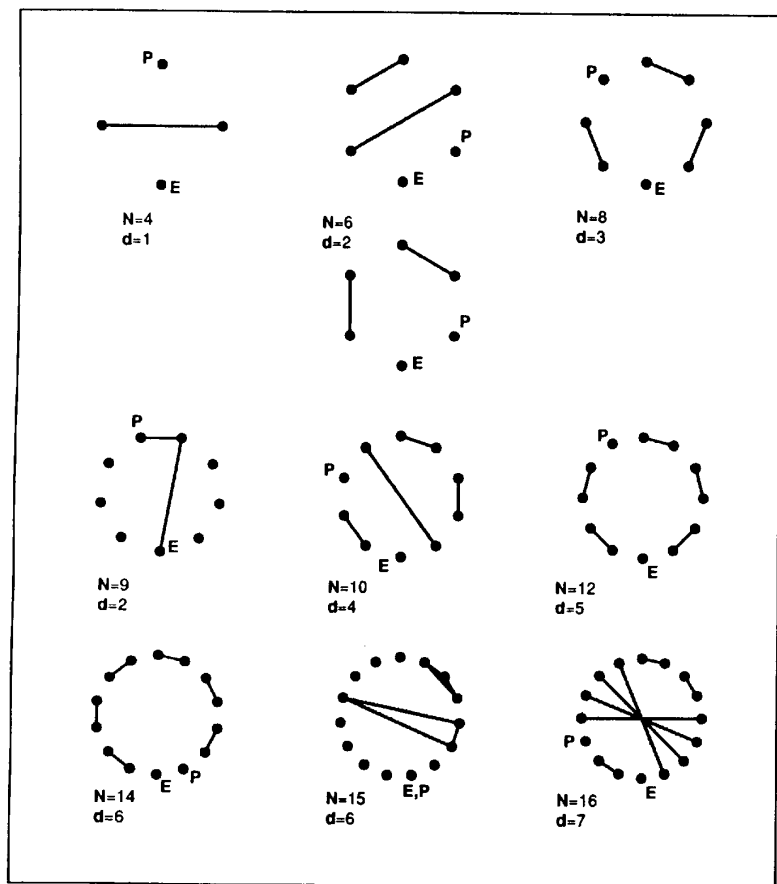 P
E
N=4
d=1
P
E
N=6
d=2
P
E
N=8
d=3
P
E
P
E
N=9
d=2
P
E
N=10
d=4
P
E
N=12
d=5
E P
N=14
d=6
E,P
N=15
d=6
P
E
N=16
d=7